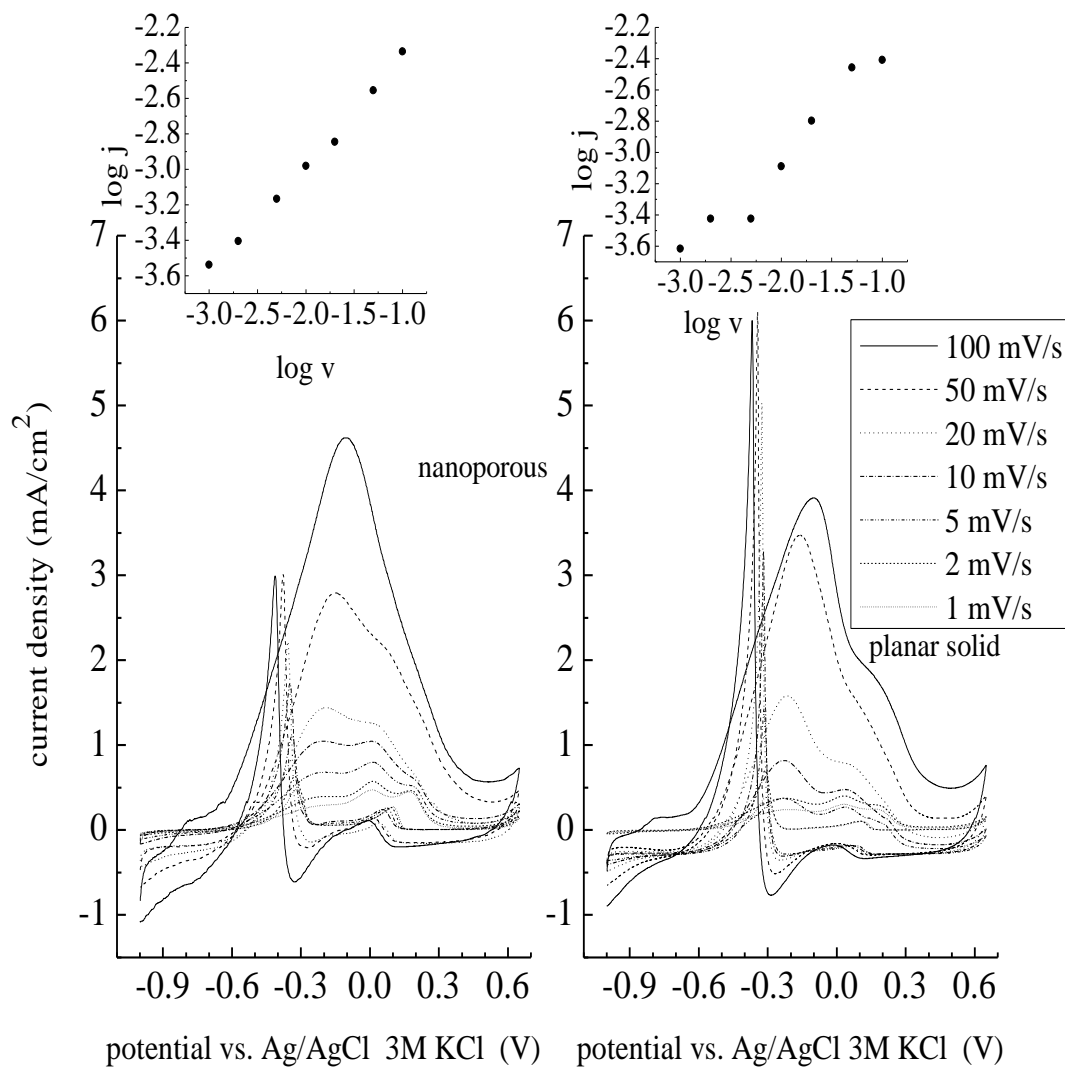 -2.2
-2.4
-2.6
-2.8
-3.0
-3.2
-3.4
-3.6
log j
-3.0 -2.5 -2.0 -1.5 -1.0
log v
-2.2
-2.4
-2.6
-2.8
-3.0
-3.2
-3.4
-3.6
log j
-3.0 -2.5 -2.0 -1.5 -1.0
log v
7
6
5
4
3
2
1
0
-1
current density (mA/cm²)
nanoporous
-0.9 -0.6 -0.3 0.0 0.3 0.6
potential vs. Ag/AgCl 3M KCl (V)
7
6
5
4
3
2
1
0
-1
100 mV/s
50 mV/s
20 mV/s
10 mV/s
5 mV/s
2 mV/s
1 mV/s
planar solid
-0.9 -0.6 -0.3 0.0 0.3 0.6
potential vs. Ag/AgCl 3M KCl (V)